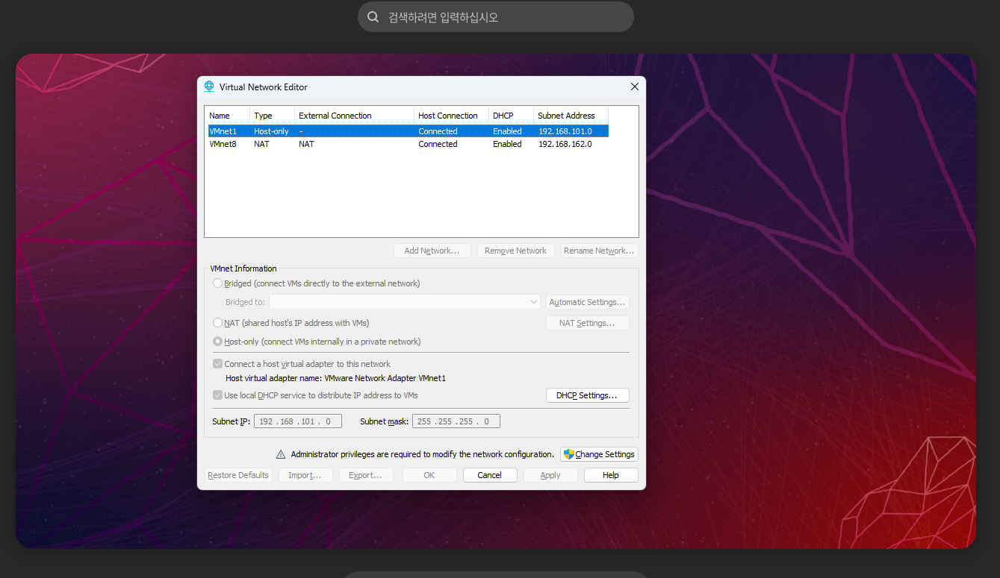 검색하려면 입력하십시오
Virtual Network Editor
Name Type External Connection Host Connection DHCP Subnet Address
VMnet1 Host-only - Connected Enabled 192.168.101.0
VMnet8 NAT NAT Connected Enabled 192.168.162.0
Add Network... Remove Network Rename Network...
VMnet Information
Bridged (connect VMs directly to the external network)
Bridged to: Automatic Settings...
NAT (shared host's IP address with VMs) NAT Settings...
Host-only (connect VMs internally in a private network)
Connect a host virtual adapter to this network
Host virtual adapter name: VMware Network Adapter VMnet1
Use local DHCP service to distribute IP address to VMs DHCP Settings...
Subnet IP: 192 . 168 . 101 . 0 Subnet mask: 255 . 255 . 255 . 0
Administrator privileges are required to modify the network configuration. Change Settings
Restore Defaults Import... Export... OK Cancel Apply Help